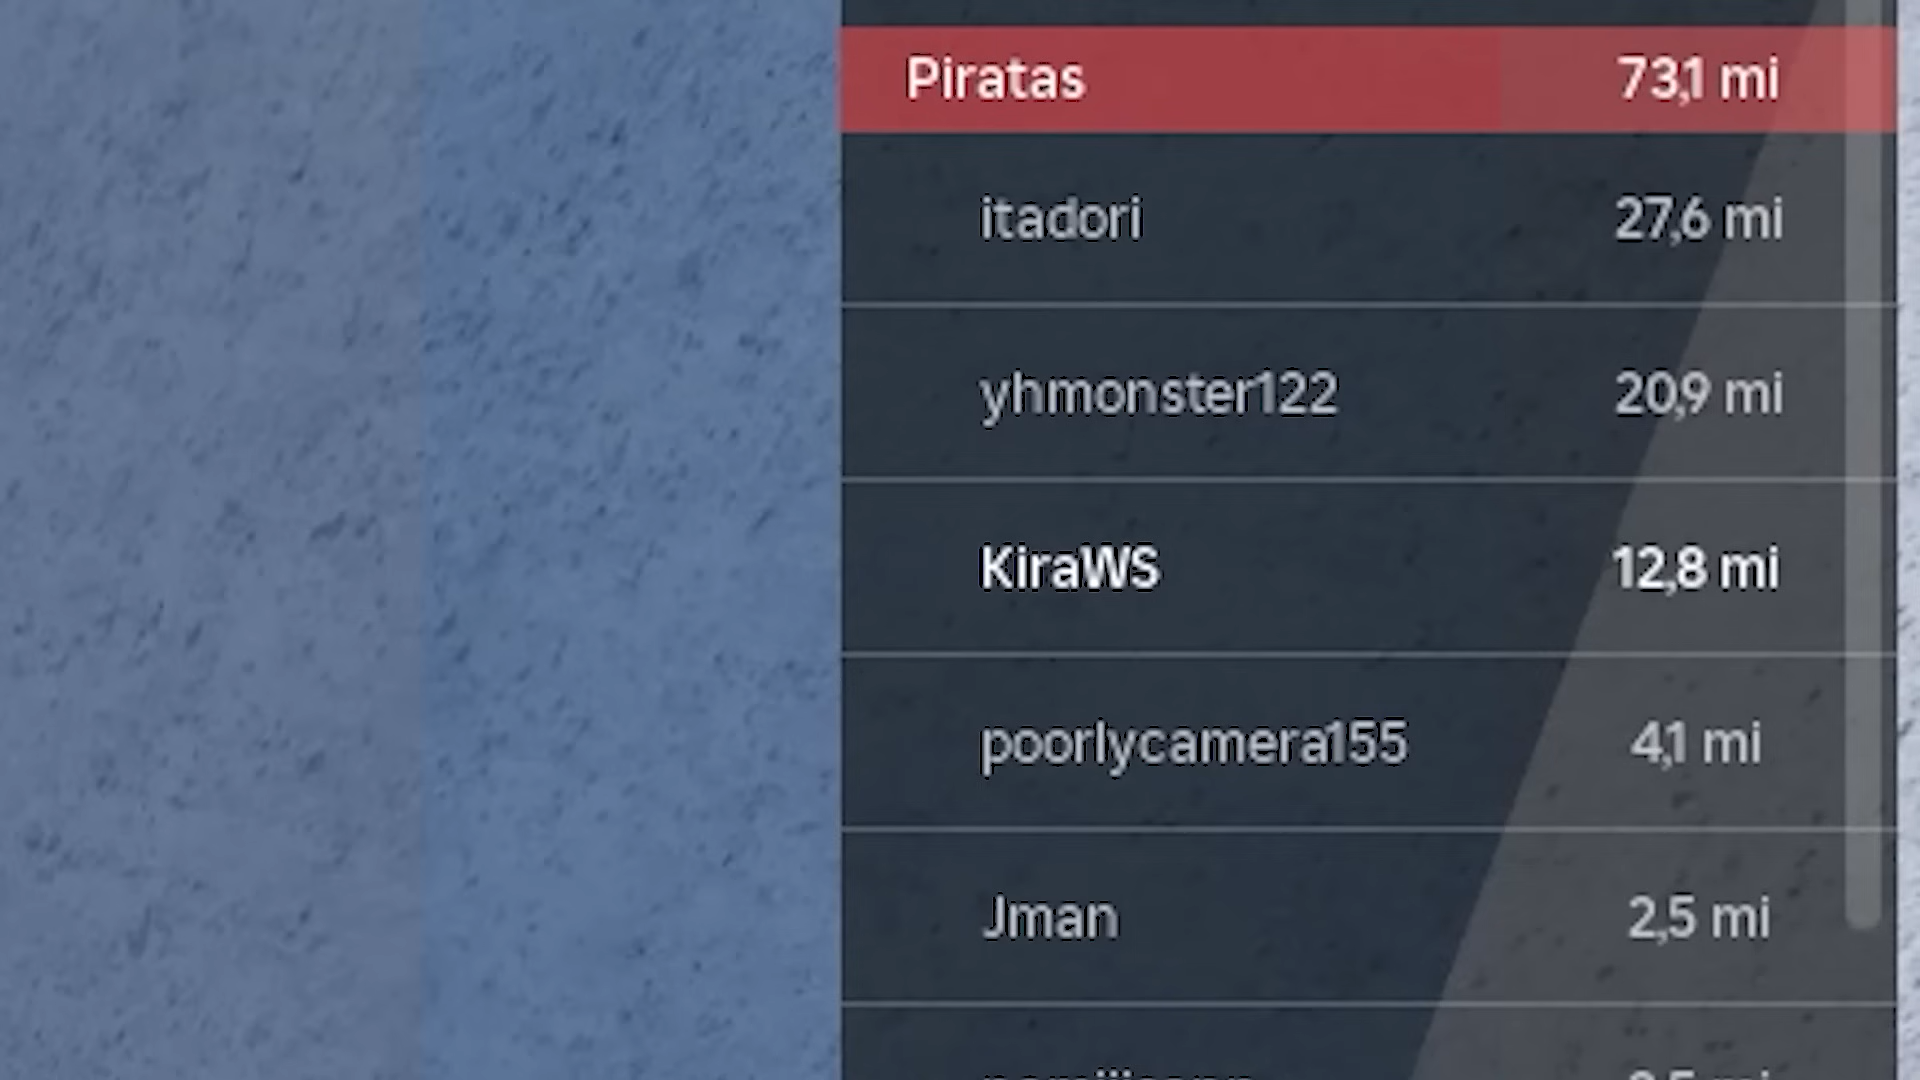 Piratas 73,1 mi
itadori 27,6 mi
yhmonster122 20,9 mi
KiraWS 12,8 mi
poorlycamera155 4,1 mi
Jman 2,5 mi
mi